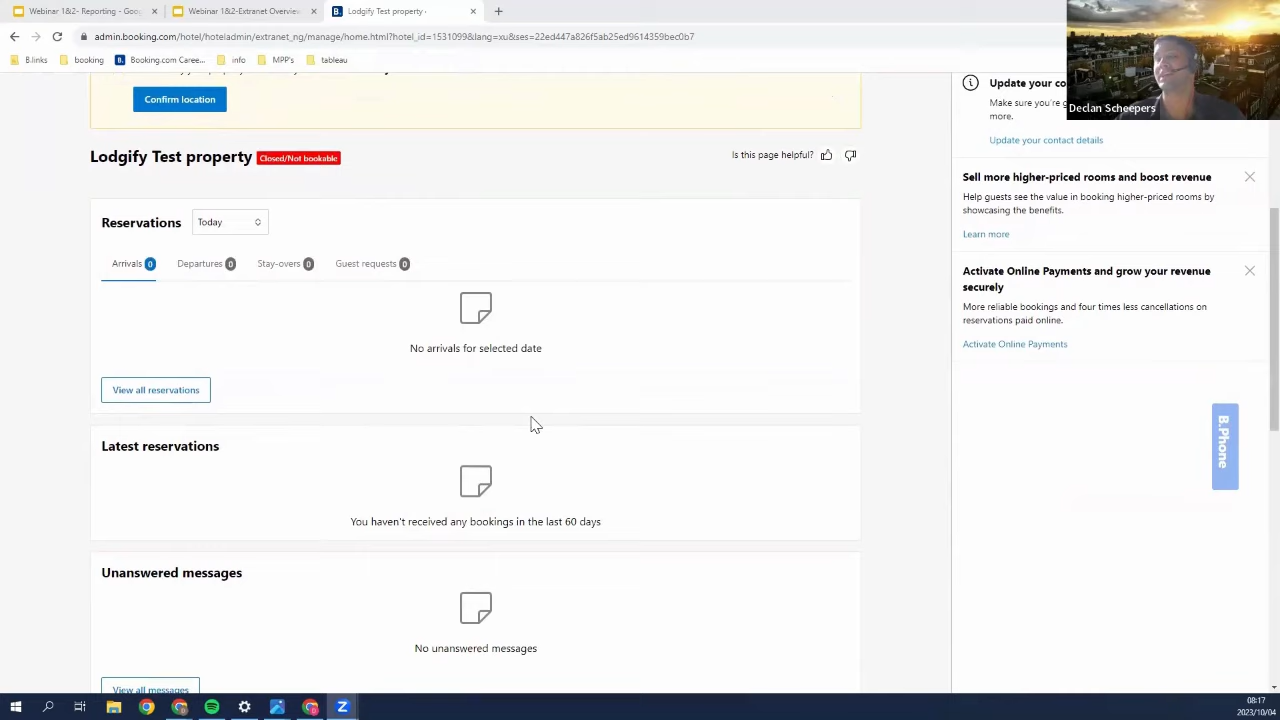 Webinar 1&2- Reporting - Goog
Webinar 1&2-Extranet Overview
Lodgify Test property ·
admin.booking.com/hotel/hoteladmin/extranet_ng/manage/home.html?hotel_id=1531099&lang=xu&ses=22ed447a826f5ab25ed9614359bec0b7
B.links
booking
Booking.com Caree...
info
MPP's
tableau
Declan Scheepers
Confirm location
Lodgify Test property
Closed/Not bookable
Is this page helpful?
Reservations
Today
Arrivals 0
Departures 0
Stay-overs 0
Guest requests 0
No arrivals for selected date
View all reservations
Latest reservations
You haven't received any bookings in the last 60 days
Unanswered messages
No unanswered messages
View all messages
Update your co
Make sure you're
more.
Update your contact details
Sell more higher-priced rooms and boost revenue
Help guests see the value in booking higher-priced rooms by
showcasing the benefits.
Learn more
Activate Online Payments and grow your revenue
securely
More reliable bookings and four times less cancellations on
reservations paid online.
Activate Online Payments
B.Phone
08:17
2023/10/04